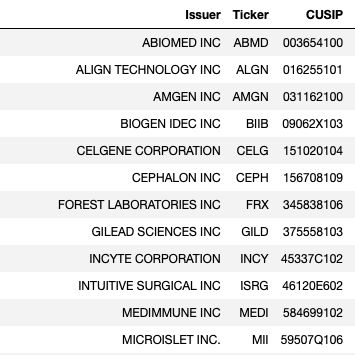 Issuer Ticker CUSIP
ABIOMED INC ABMD 003654100
ALIGN TECHNOLOGY INC ALGN 016255101
AMGEN INC AMGN 031162100
BIOGEN IDEC INC BIIB 09062X103
CELGENE CORPORATION CELG 151020104
CEPHALON INC CEPH 156708109
FOREST LABORATORIES INC FRX 345838106
GILEAD SCIENCES INC GILD 375558103
INCYTE CORPORATION INCY 45337C102
INTUITIVE SURGICAL INC ISRG 46120E602
MEDIMMUNE INC MEDI 584699102
MICROISLET INC. MII 59507Q106